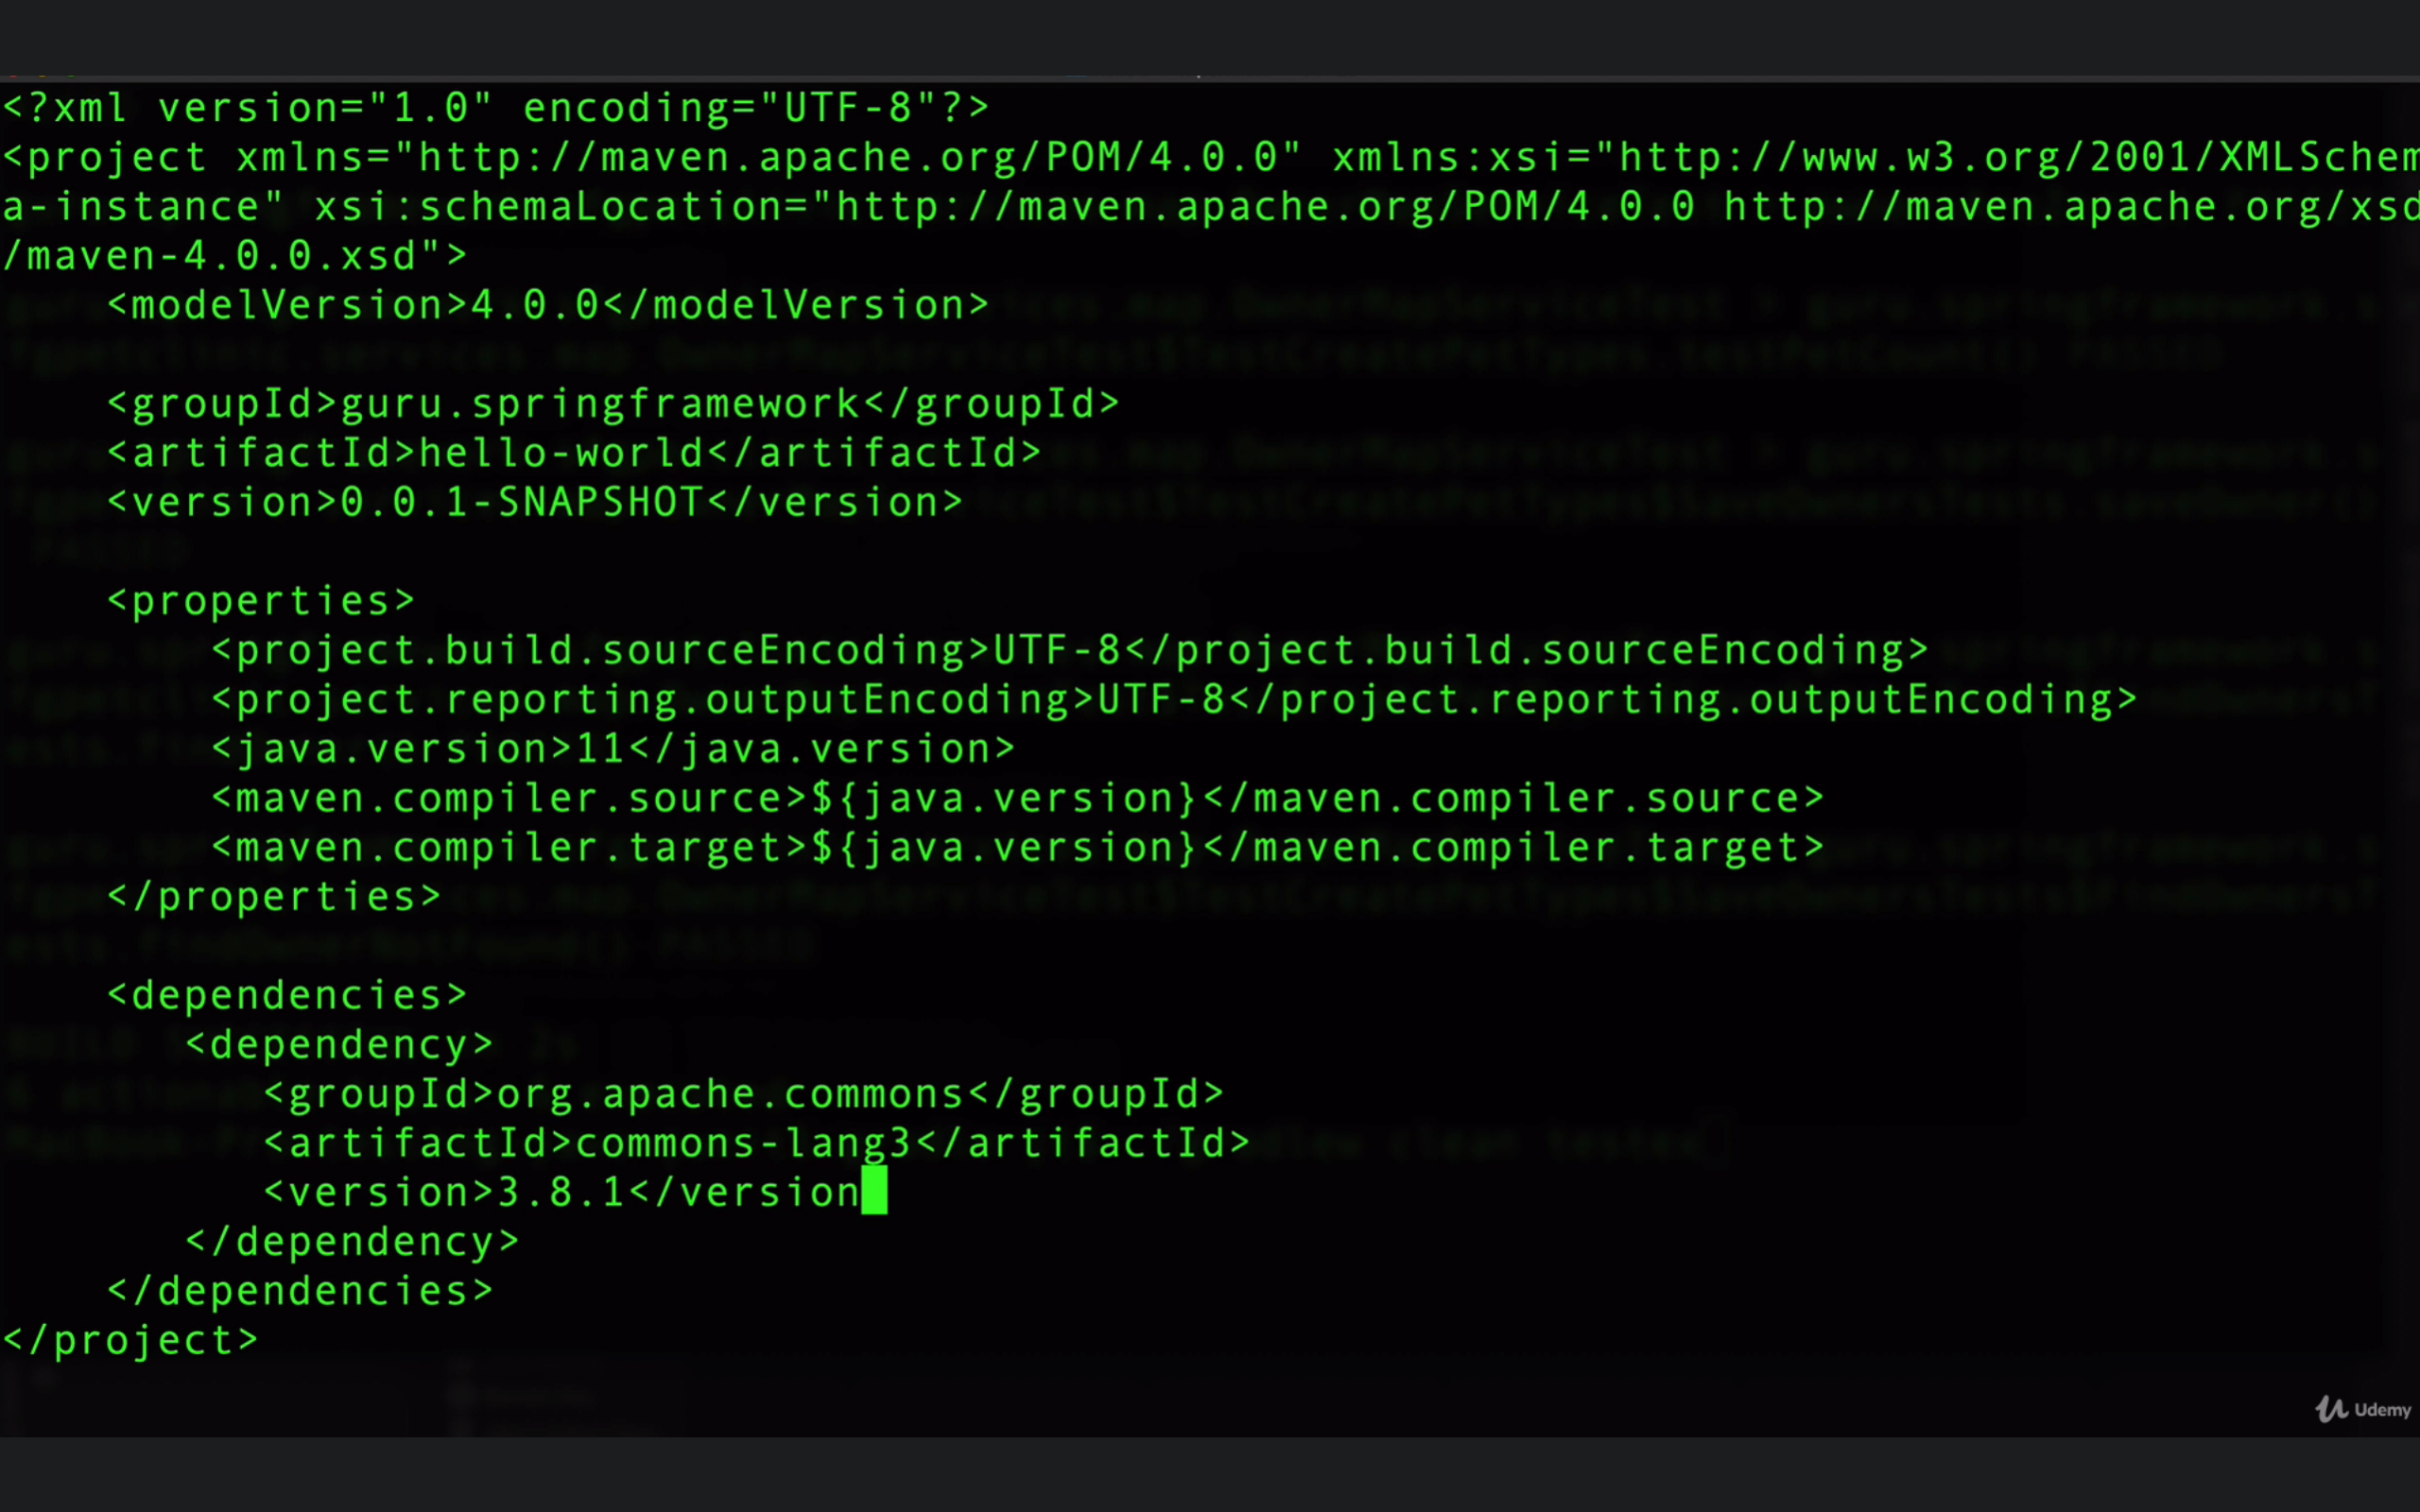 <?xml version="1.0" encoding="UTF-8"?>
<project xmlns="http://maven.apache.org/POM/4.0.0" xmlns:xsi="http://www.w3.org/2001/XMLSchem
a-instance" xsi:schemaLocation="http://maven.apache.org/POM/4.0.0 http://maven.apache.org/xsd
/maven-4.0.0.xsd">
    <modelVersion>4.0.0</modelVersion>
    <groupId>guru.springframework</groupId>
    <artifactId>hello-world</artifactId>
    <version>0.0.1-SNAPSHOT</version>
    <properties>
        <project.build.sourceEncoding>UTF-8</project.build.sourceEncoding>
        <project.reporting.outputEncoding>UTF-8</project.reporting.outputEncoding>
        <java.version>11</java.version>
        <maven.compiler.source>${java.version}</maven.compiler.source>
        <maven.compiler.target>${java.version}</maven.compiler.target>
    </properties>
    <dependencies>
       <dependency>
          <groupId>org.apache.commons</groupId>
          <artifactId>commons-lang3</artifactId>
          <version>3.8.1</version
       </dependency>
    </dependencies>
</project>
Udemy